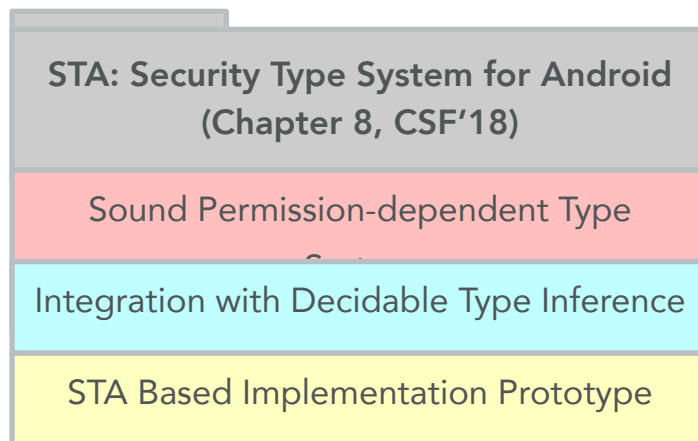 STA: Security Type System for Android
(Chapter 8, CSF’18)
Sound Permission-dependent Type
Integration with Decidable Type Inference
STA Based Implementation Prototype